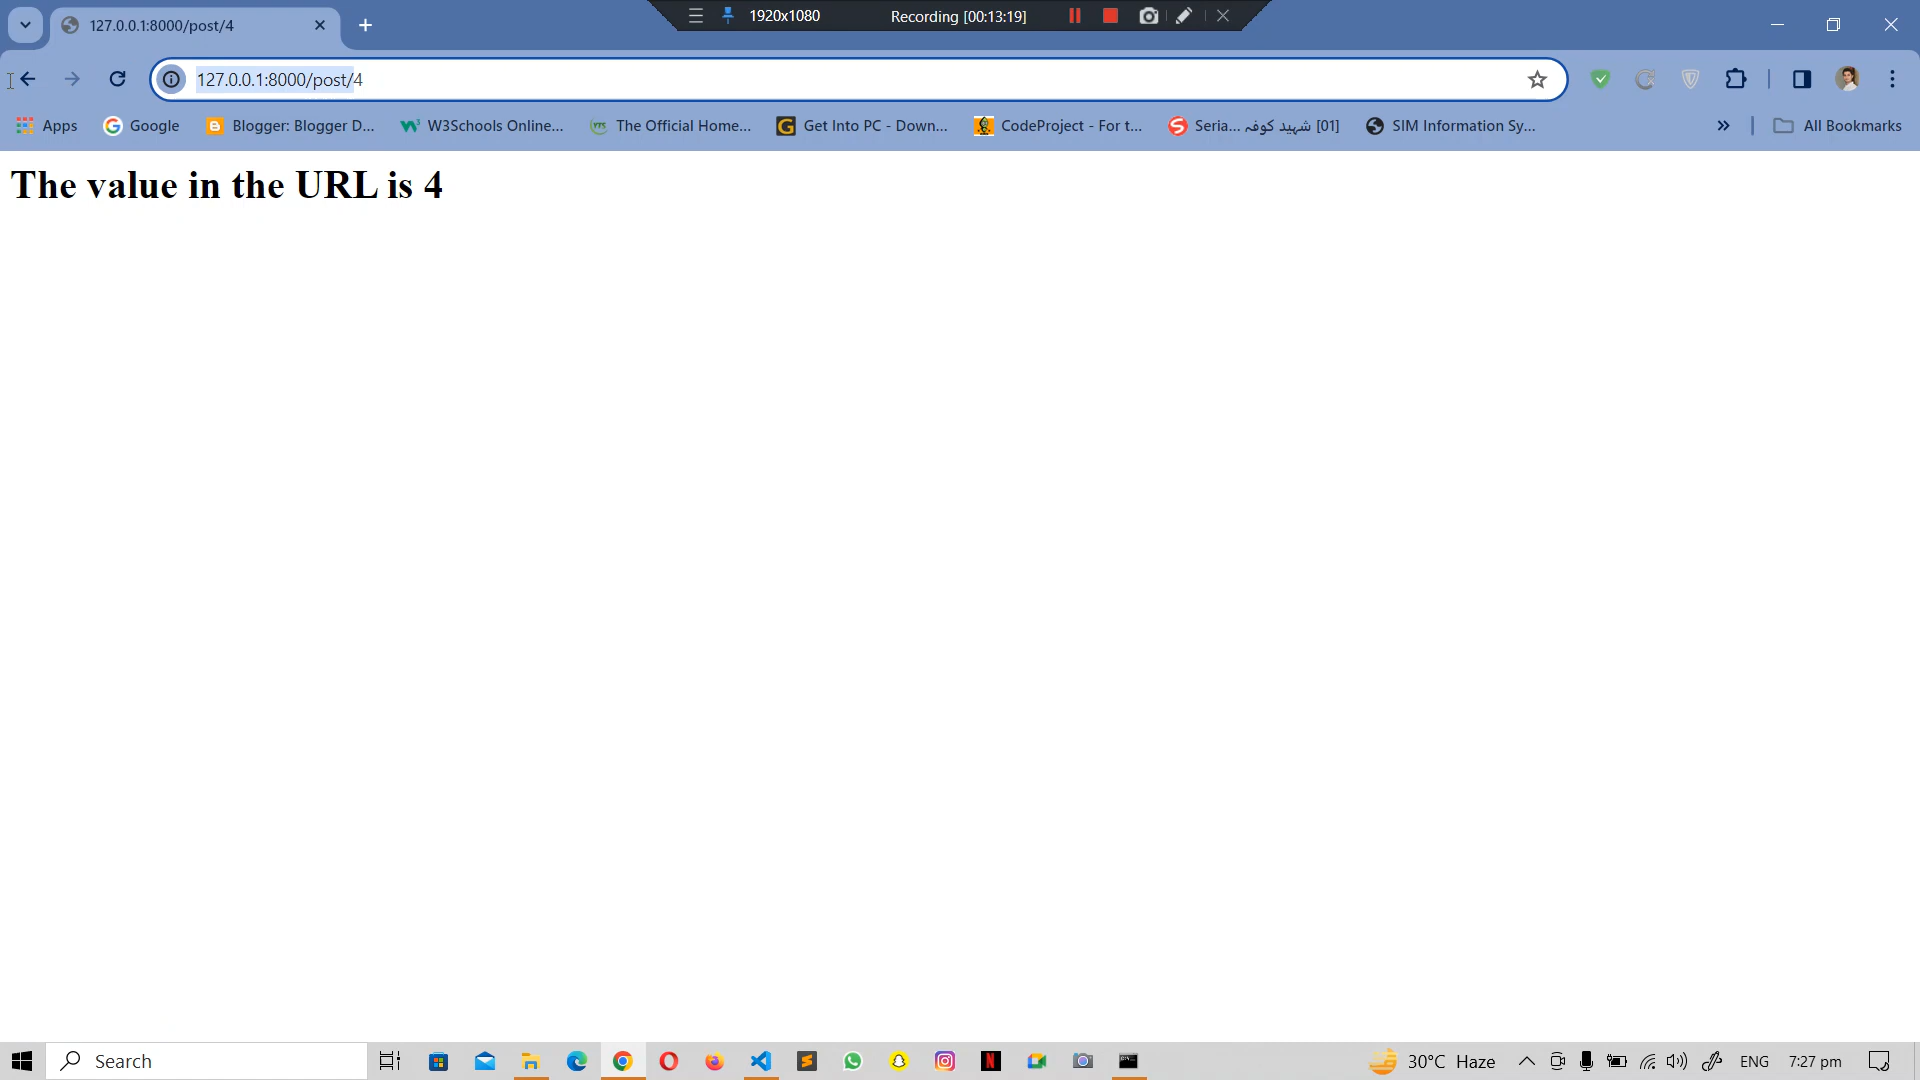 127.0.0.1:8000/post/4
1920x1080 Recording [00:13:19]
127.0.0.1:8000/post/4
Apps Google Blogger: Blogger D... W3Schools Online... The Official Home... Get Into PC - Down... CodeProject - For t... Seria... شہید کوفہ [01] SIM Information Sy... » All Bookmarks
The value in the URL is 4
Search 30°C Haze ENG 7:27 pm